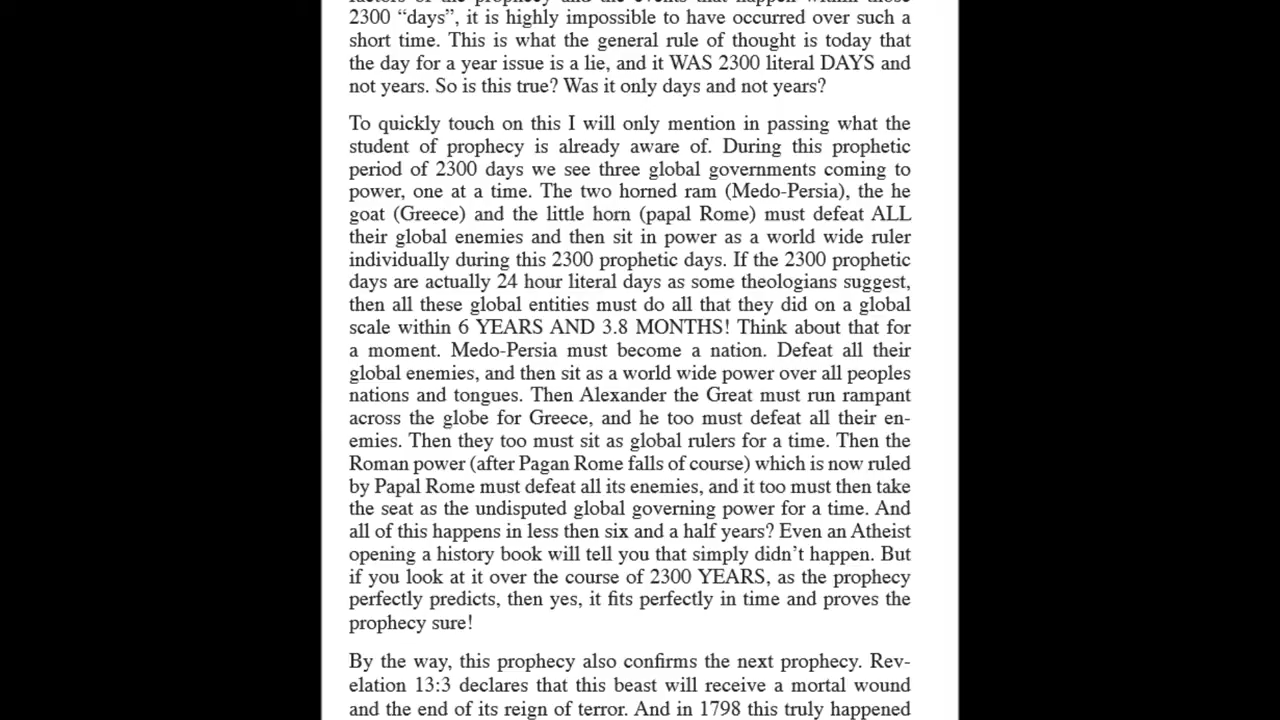 factors of the prophecy and the events that happen within those
2300 “days”, it is highly impossible to have occurred over such a
short time. This is what the general rule of thought is today that
the day for a year issue is a lie, and it WAS 2300 literal DAYS and
not years. So is this true? Was it only days and not years?
To quickly touch on this I will only mention in passing what the
student of prophecy is already aware of. During this prophetic
period of 2300 days we see three global governments coming to
power, one at a time. The two horned ram (Medo-Persia), the he
goat (Greece) and the little horn (papal Rome) must defeat ALL
their global enemies and then sit in power as a world wide ruler
individually during this 2300 prophetic days. If the 2300 prophetic
days are actually 24 hour literal days as some theologians suggest,
then all these global entities must do all that they did on a global
scale within 6 YEARS AND 3.8 MONTHS! Think about that for
a moment. Medo-Persia must become a nation. Defeat all their
global enemies, and then sit as a world wide power over all peoples
nations and tongues. Then Alexander the Great must run rampant
across the globe for Greece, and he too must defeat all their en-
emies. Then they too must sit as global rulers for a time. Then the
Roman power (after Pagan Rome falls of course) which is now ruled
by Papal Rome must defeat all its enemies, and it too must then take
the seat as the undisputed global governing power for a time. And
all of this happens in less then six and a half years? Even an Atheist
opening a history book will tell you that simply didn’t happen. But
if you look at it over the course of 2300 YEARS, as the prophecy
perfectly predicts, then yes, it fits perfectly in time and proves the
prophecy sure!
By the way, this prophecy also confirms the next prophecy. Rev-
elation 13:3 declares that this beast will receive a mortal wound
and the end of its reign of terror. And in 1798 this truly happened